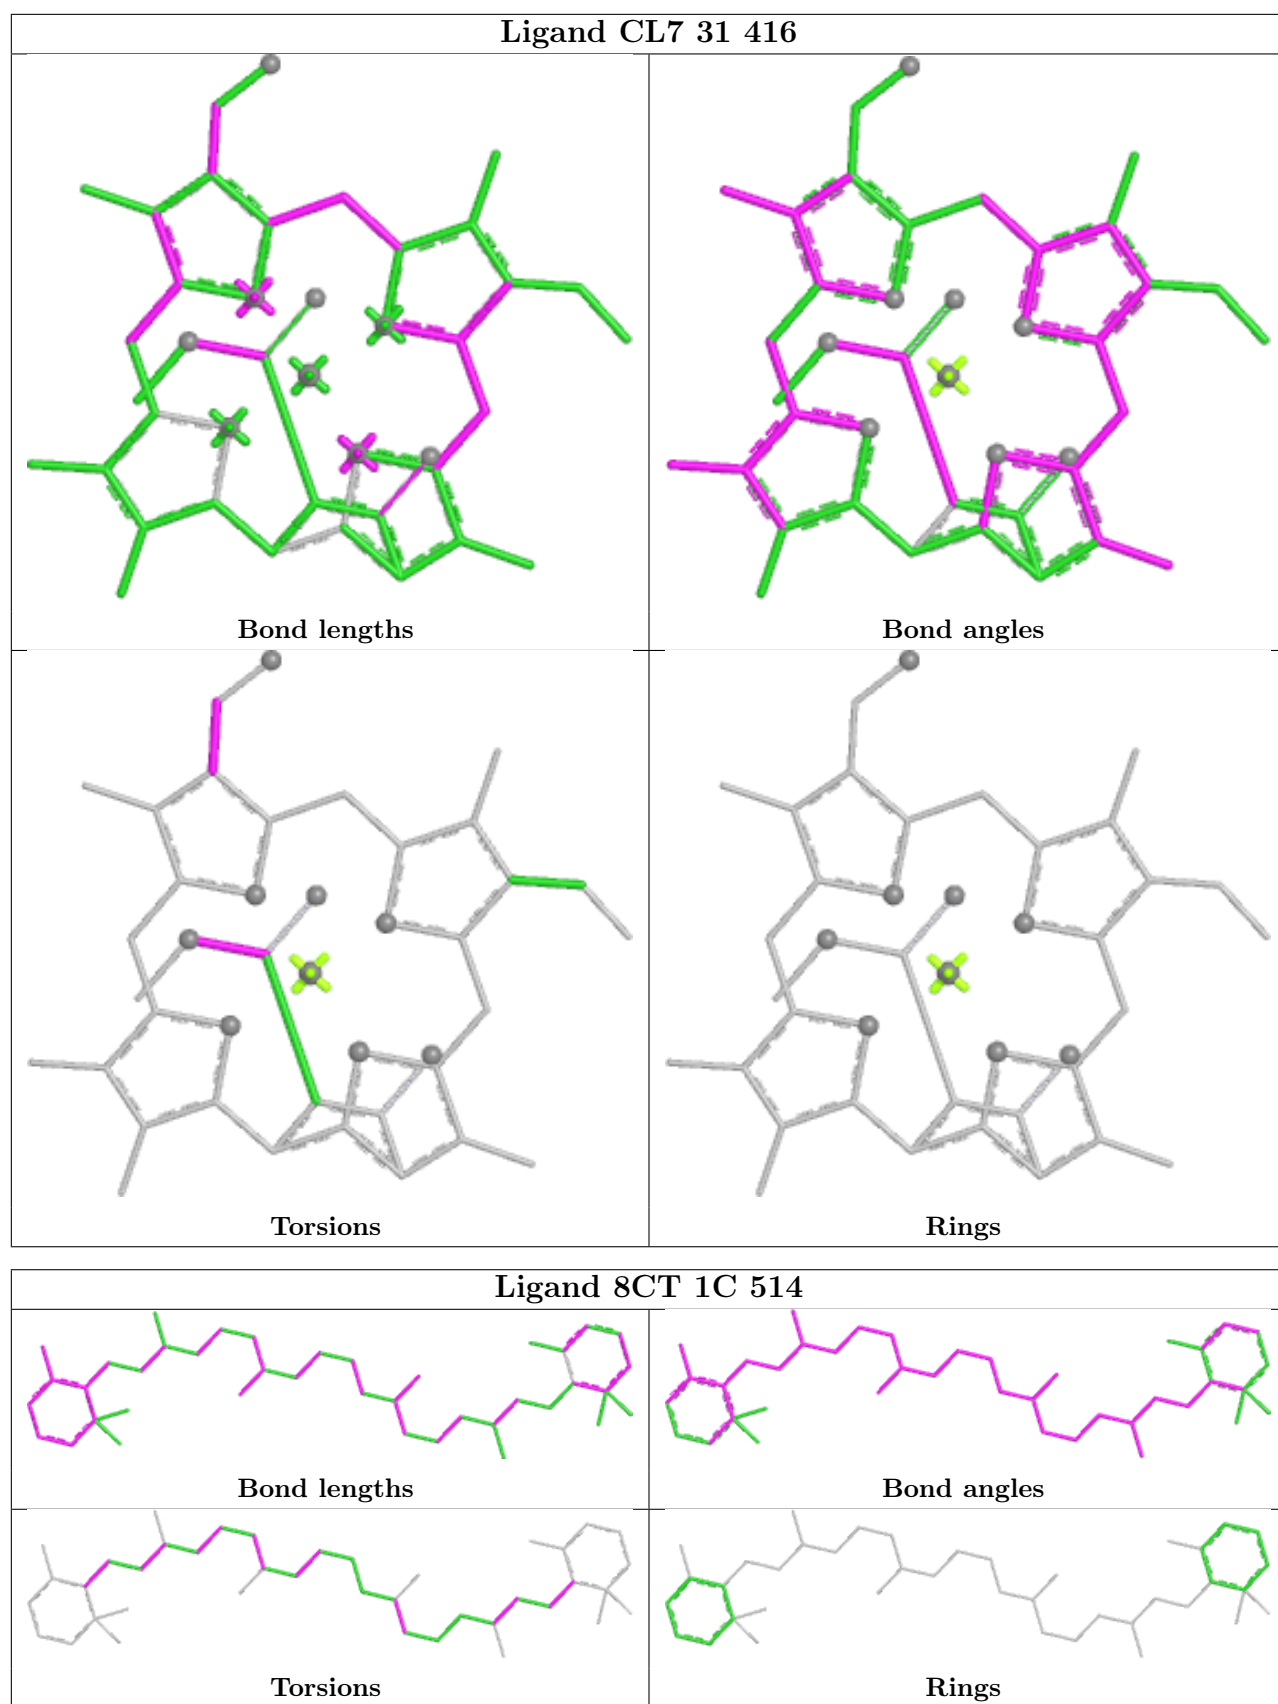 Ligand CL7 31 416
Bond lengths
Bond angles
Torsions
Rings
Ligand 8CT 1C 514
Bond lengths
Bond angles
Torsions
Rings